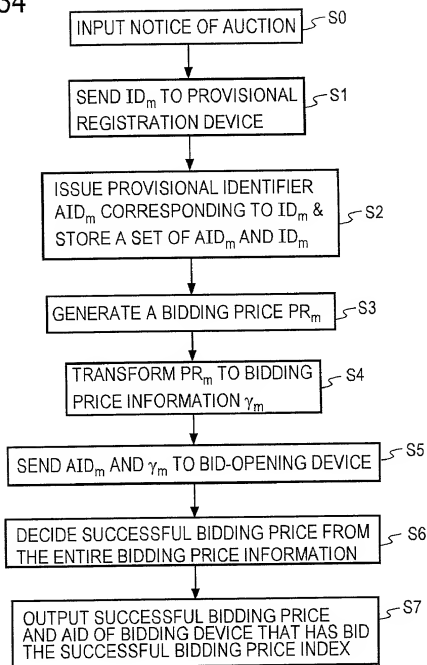 INPUT NOTICE OF AUCTION
S0
SEND IDm TO PROVISIONAL
REGISTRATION DEVICE
S1
ISSUE PROVISIONAL IDENTIFIER
AIDm CORRESPONDING TO IDm &
STORE A SET OF AIDm AND IDm
S2
GENERATE A BIDDING PRICE PRm
S3
TRANSFORM PRm TO BIDDING
PRICE INFORMATION γm
S4
SEND AIDm AND γm TO BID-OPENING DEVICE
S5
DECIDE SUCCESSFUL BIDDING PRICE FROM
THE ENTIRE BIDDING PRICE INFORMATION
S6
OUTPUT SUCCESSFUL BIDDING PRICE
AND AID OF BIDDING DEVICE THAT HAS BID
THE SUCCESSFUL BIDDING PRICE INDEX
S7